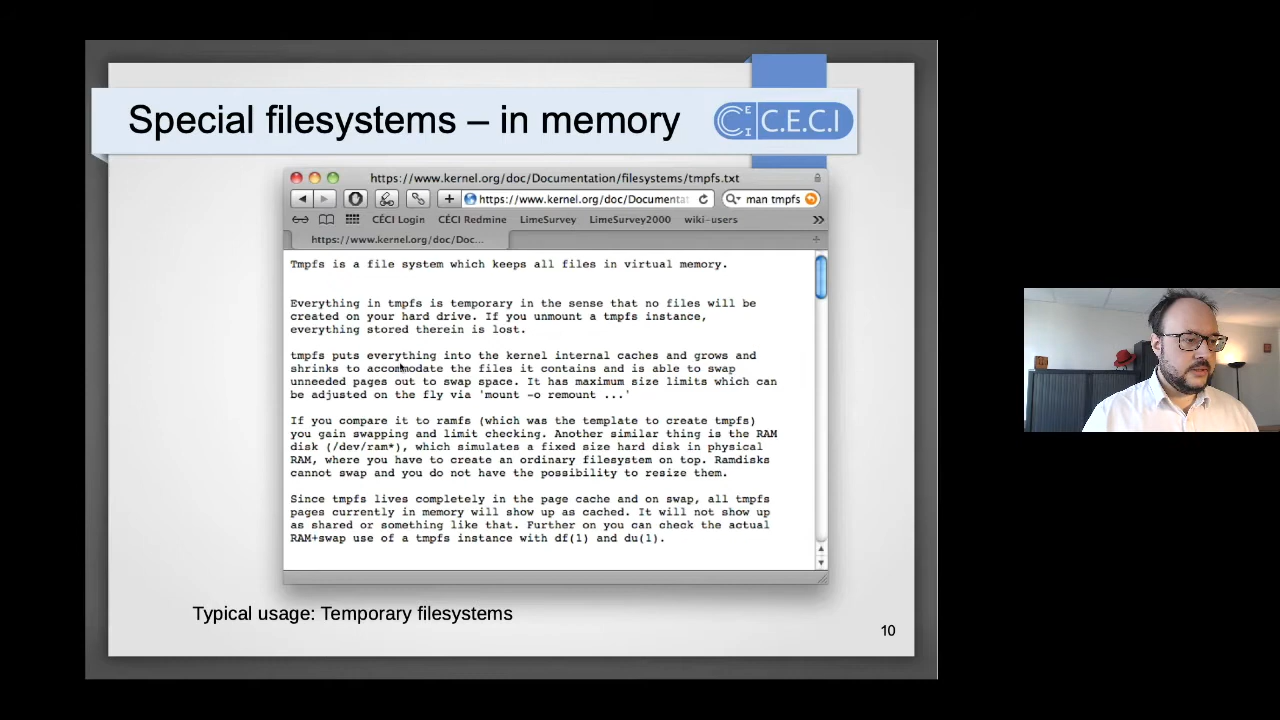 Special filesystems – in memory
C E C I
C.E.C.I
https://www.kernel.org/doc/Documentation/filesystems/tmpfs.txt
https://www.kernel.org/doc/Documentat
man tmpfs
CÉCI Login CÉCI Redmine LimeSurvey LimeSurvey2000 wiki-users
https://www.kernel.org/doc/Doc...
Tmpfs is a file system which keeps all files in virtual memory.
Everything in tmpfs is temporary in the sense that no files will be
created on your hard drive. If you unmount a tmpfs instance,
everything stored therein is lost.
tmpfs puts everything into the kernel internal caches and grows and
shrinks to accomodate the files it contains and is able to swap
unneeded pages out to swap space. It has maximum size limits which can
be adjusted on the fly via 'mount -o remount ...'
If you compare it to ramfs (which was the template to create tmpfs)
you gain swapping and limit checking. Another similar thing is the RAM
disk (/dev/ram*), which simulates a fixed size hard disk in physical
RAM, where you have to create an ordinary filesystem on top. Ramdisks
cannot swap and you do not have the possibility to resize them.
Since tmpfs lives completely in the page cache and on swap, all tmpfs
pages currently in memory will show up as cached. It will not show up
as shared or something like that. Further on you can check the actual
RAM+swap use of a tmpfs instance with df(1) and du(1).
Typical usage: Temporary filesystems
10